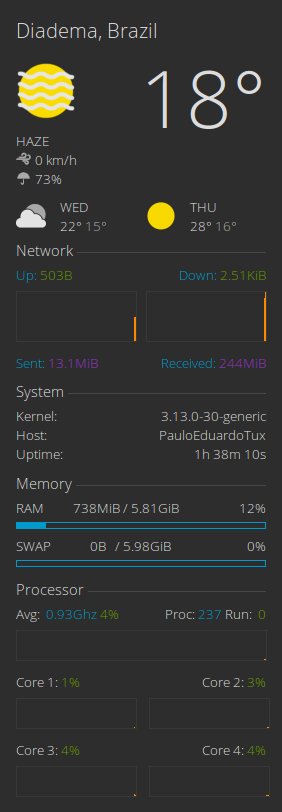 Diadema, Brazil
18°
HAZE
0 km/h
73%
WED THU
22° 15° 28° 16°
Network
Up: 503B Down: 2.51KiB
Sent: 13.1MiB Received: 244MiB
System
Kernel: 3.13.0-30-generic
Host: PauloEduardoTux
Uptime: 1h 38m 10s
Memory
RAM 738MiB / 5.81GiB 12%
SWAP 0B / 5.98GiB 0%
Processor
Avg: 0.93Ghz 4% Proc: 237 Run: 0
Core 1: 1% Core 2: 3%
Core 3: 4% Core 4: 4%